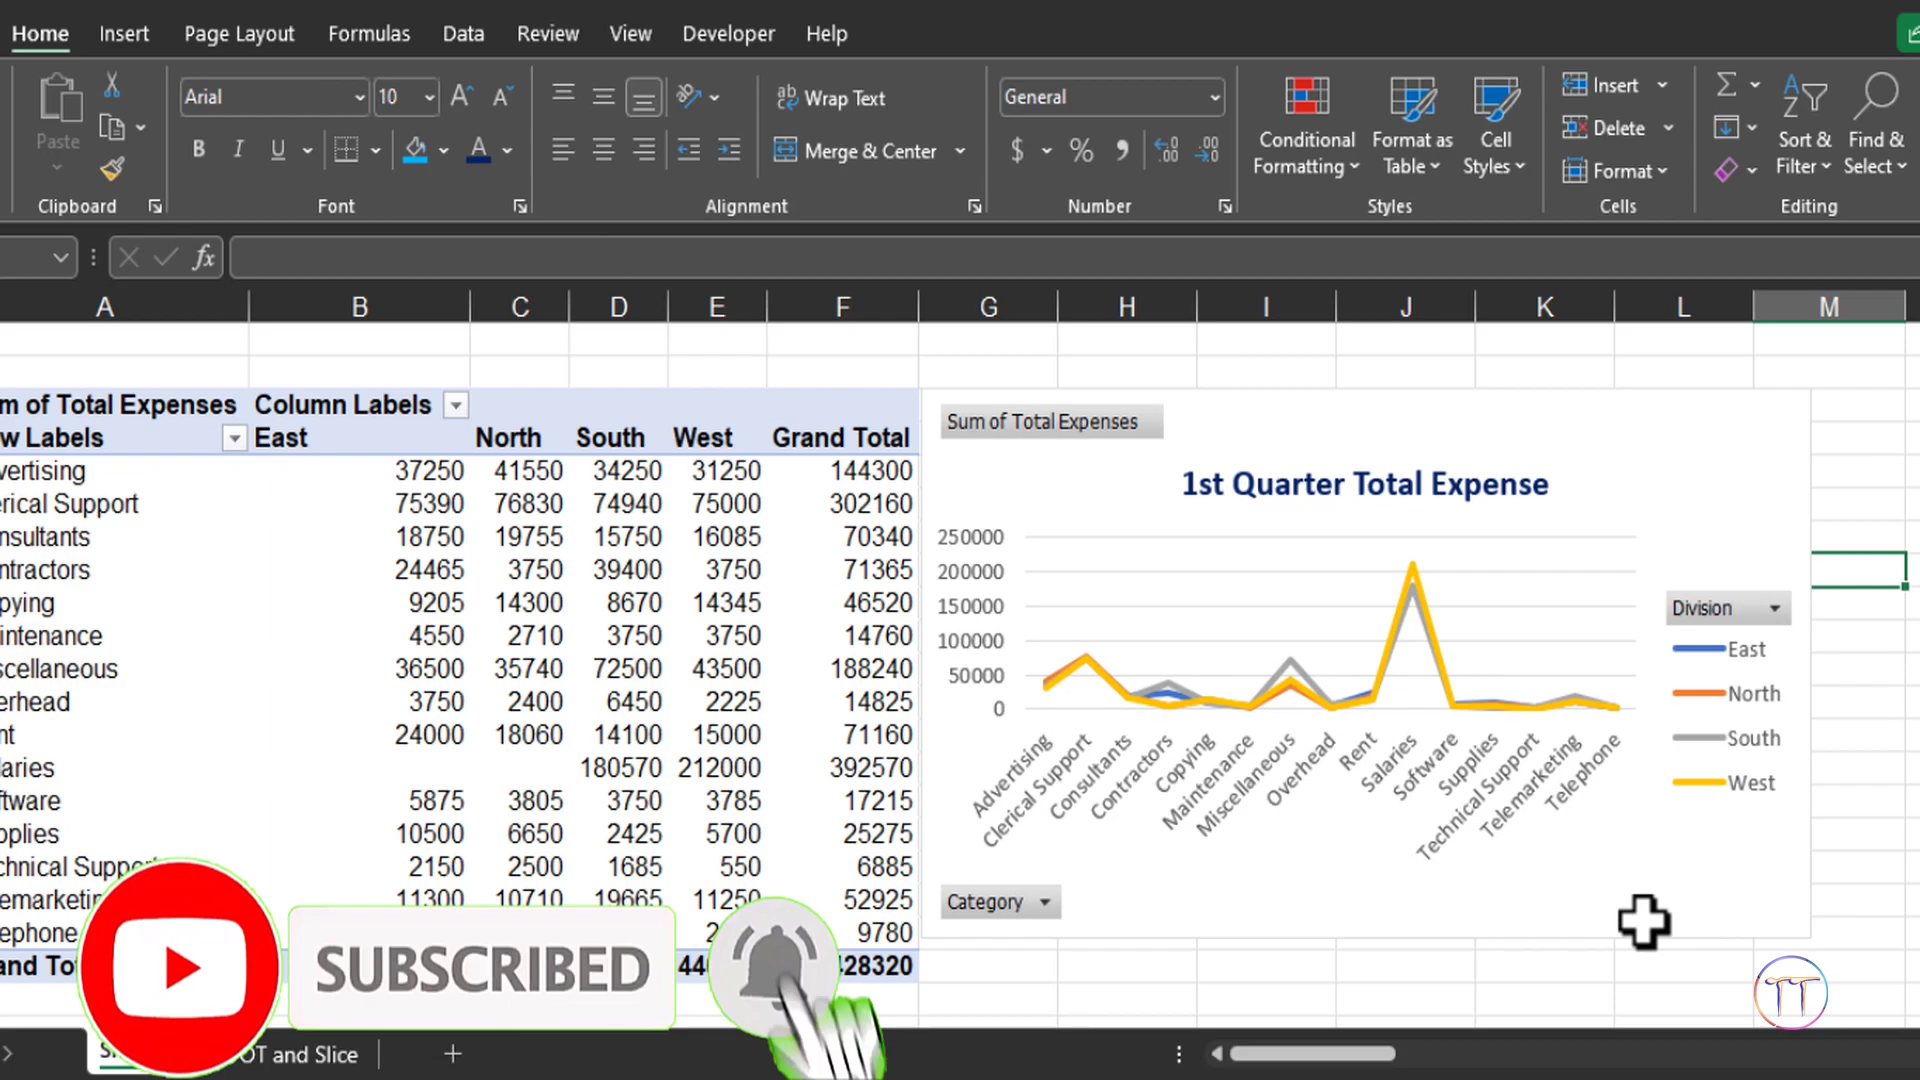 Home Insert Page Layout Formulas Data Review View Developer Help
Paste
Arial 10
B I U A
Wrap Text
Merge & Center
General
$ %
Conditional Formatting
Format as Table
Cell Styles
Insert
Delete
Format
Sort & Filter
Find & Select
Clipboard Font Alignment Number Styles Cells Editing
fx
A B C D E F G H I J K L M
m of Total Expenses Column Labels
w Labels East North South West Grand Total
vertising 37250 41550 34250 31250 144300
erical Support 75390 76830 74940 75000 302160
nsultants 18750 19755 15750 16085 70340
ntractors 24465 3750 39400 3750 71365
pying 9205 14300 8670 14345 46520
intenance 4550 2710 3750 3750 14760
scellaneous 36500 35740 72500 43500 188240
erhead 3750 2400 6450 2225 14825
nt 24000 18060 14100 15000 71160
laries 180570 212000 392570
ftware 5875 3805 3750 3785 17215
pplies 10500 6650 2425 5700 25275
chnical Support 2150 2500 1685 550 6885
emarketin 11300 10710 19665 11250 52925
ephone 9780
and To 44 428320
Sum of Total Expenses
1st Quarter Total Expense
250000
200000
150000
100000
50000
0
Advertising
Clerical Support
Consultants
Contractors
Copying
Maintenance
Miscellaneous
Overhead
Rent
Salaries
Software
Supplies
Technical Support
Telemarketing
Telephone
Division
East
North
South
West
Category
SUBSCRIBED
TT
OT and Slice